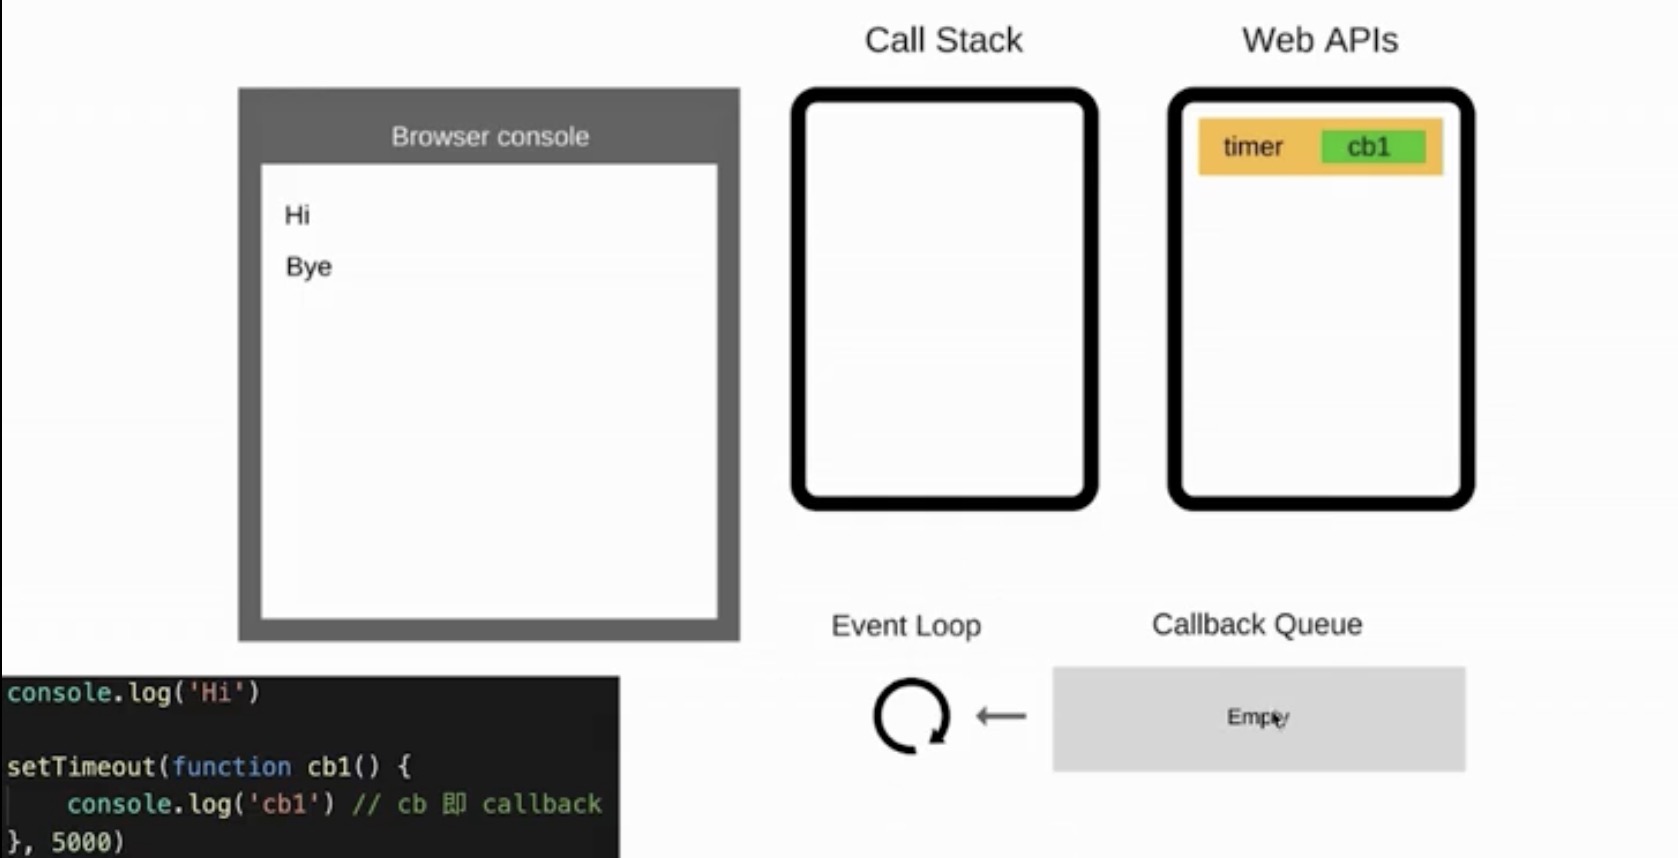 Call Stack
Web APIs
Browser console
timer
cb1
Hi
Bye
Event Loop
Callback Queue
Empty
console.log('Hi')
setTimeout(function cb1() {
    console.log('cb1') // cb 即 callback
}, 5000)